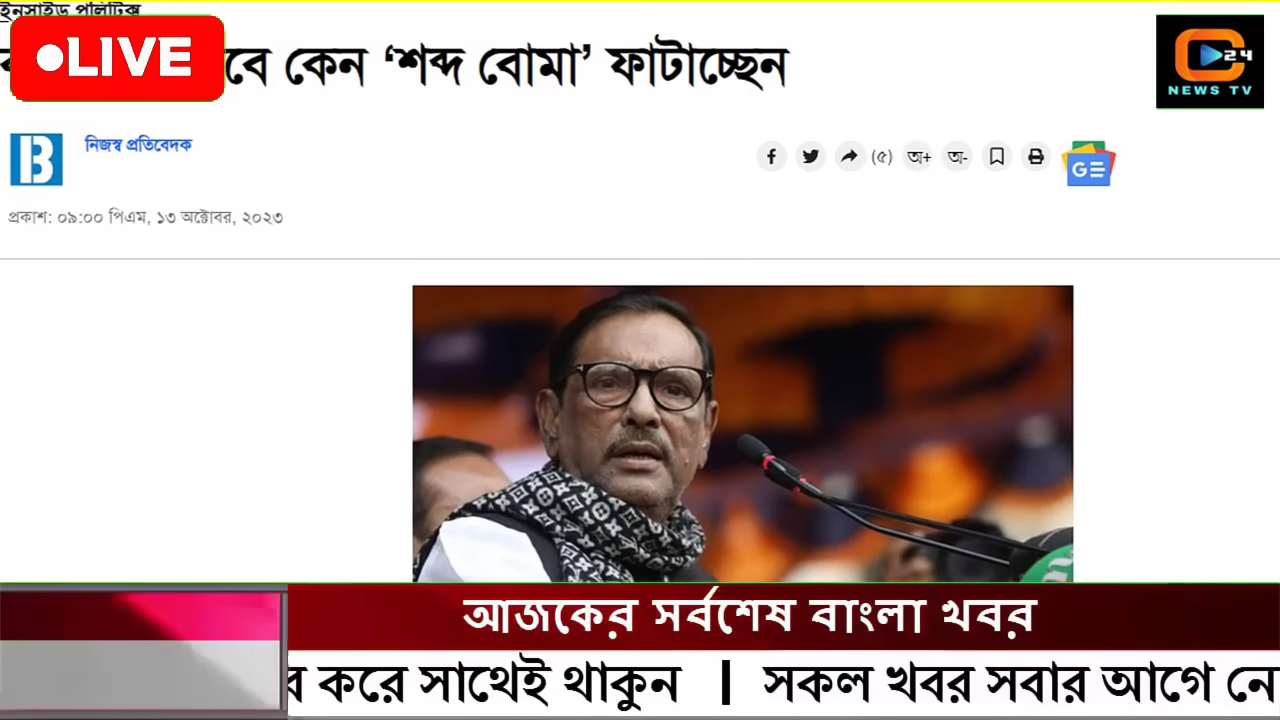 ইনসাইড পলিটিক্স
LIVE
কেন ‘শব্দ বোমা’ ফাটাচ্ছেন
24
NEWS TV
B
নিজস্ব প্রতিবেদক
(৫) অ+ অ-
G
প্রকাশ: ০৯:০০ পিএম, ১৩ অক্টোবর, ২০২৩
আজকের সর্বশেষ বাংলা খবর
করে সাথেই থাকুন | সকল খবর সবার আগে